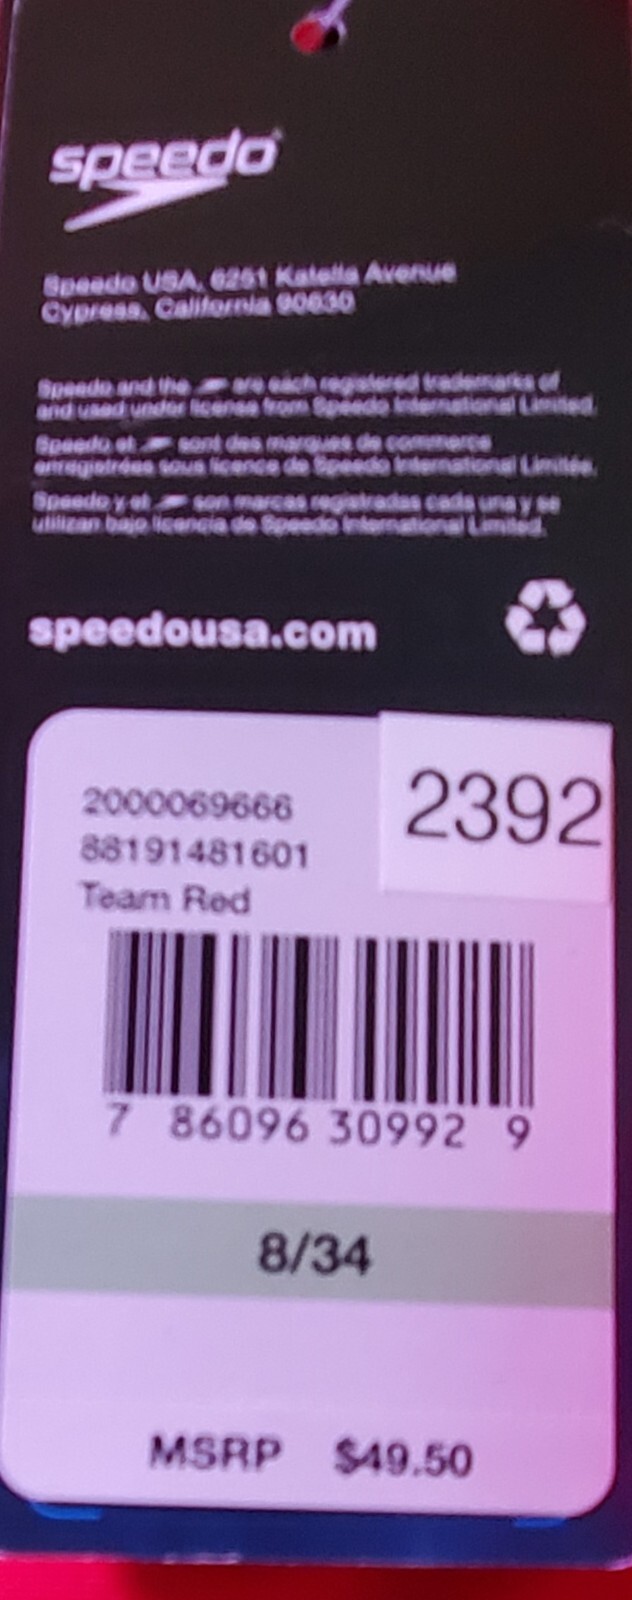 speedo
Speedo USA, 6251 Katella Avenue
Cypress, California 90630
Speedo and the are each registered trademarks of
and used under license from Speedo International Limited.
Speedo et sont des marques de commerce
enregistrées sous licence de Speedo International Limitée.
Speedo y el son marcas registradas cada una y se
utilizan bajo licencia de Speedo International Limited.
speedousa.com
2392
2000069666
88191481601
Team Red
7 86096 30992 9
8/34
MSRP $49.50